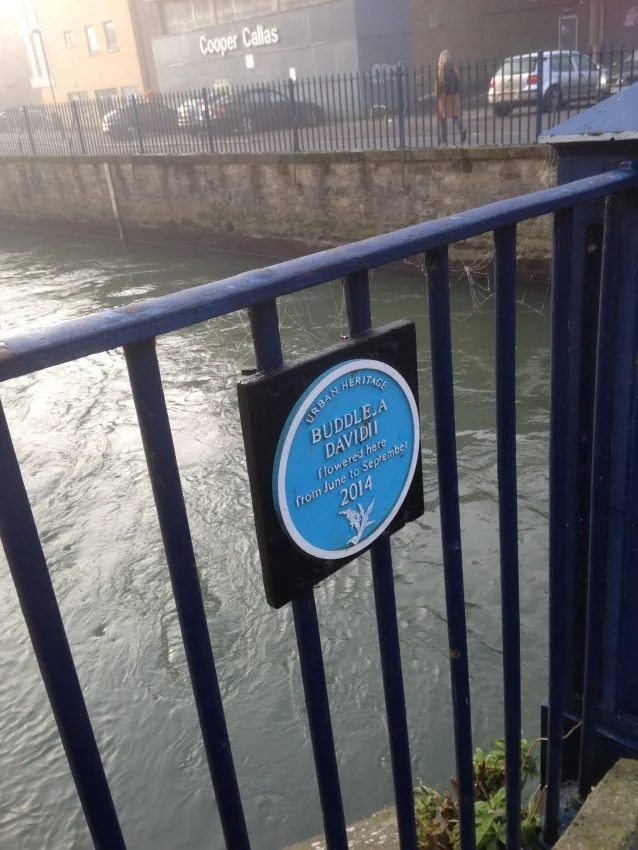 Cooper Callas
URBAN HERITAGE
BUDDLEJA
DAVIDII
flowered here
from June to September
2014